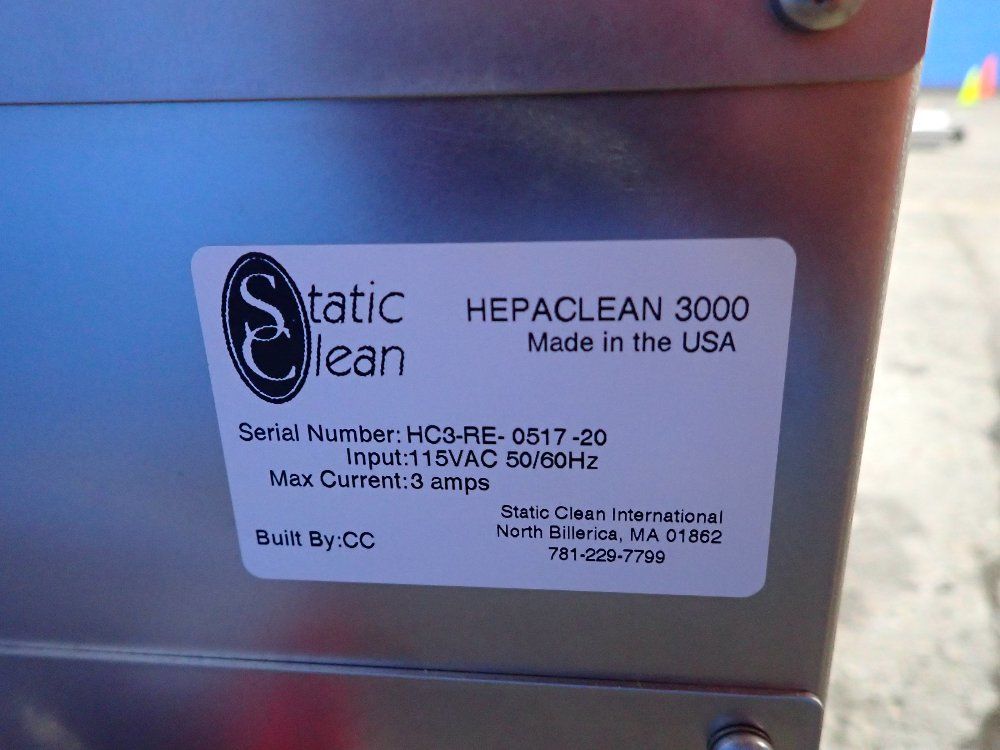 Static
Clean
HEPACLEAN 3000
Made in the USA
Serial Number: HC3-RE- 0517 -20
Input:115VAC 50/60Hz
Max Current:3 amps
Built By:CC
Static Clean International
North Billerica, MA 01862
781-229-7799